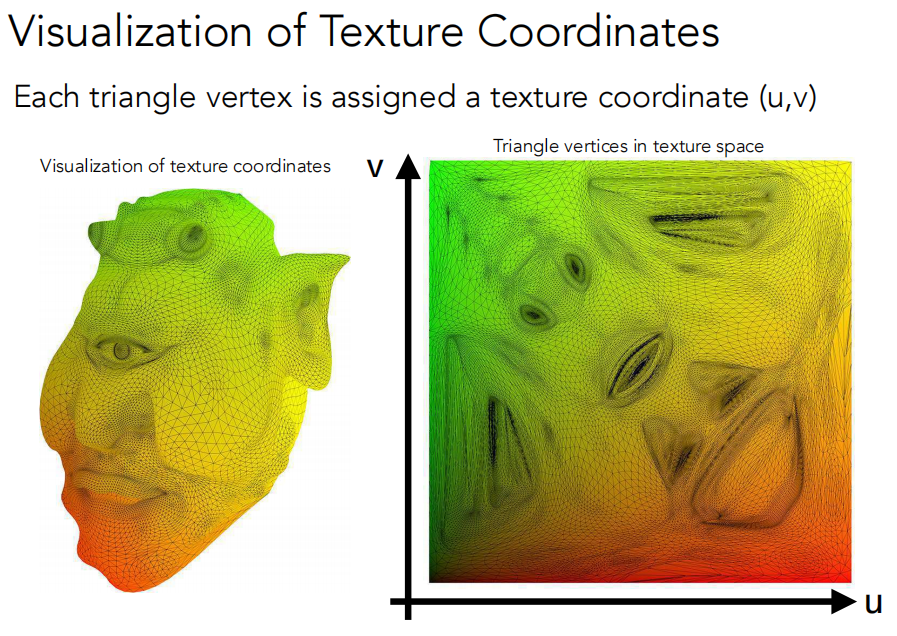 Visualization of Texture Coordinates
Each triangle vertex is assigned a texture coordinate (u,v)
Visualization of texture coordinates
Triangle vertices in texture space
v
u